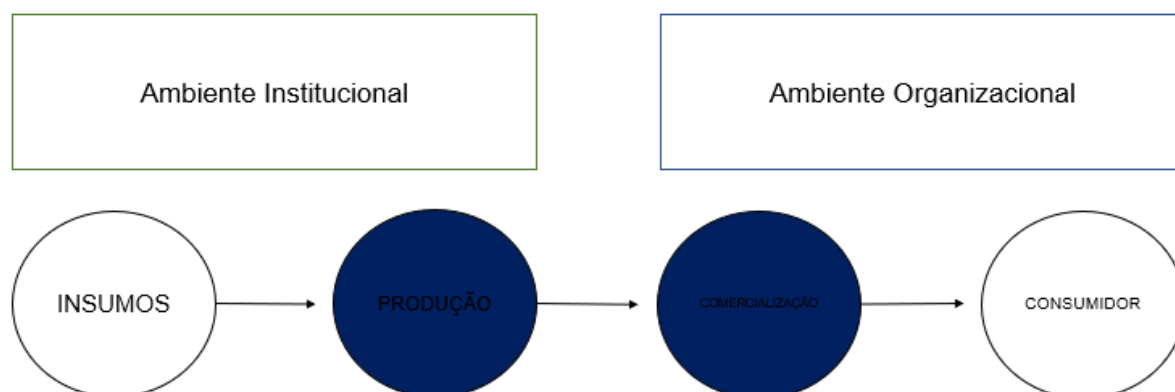 Ambiente Institucional
Ambiente Organizacional
INSUMOS
PRODUÇÃO
COMERCIALIZAÇÃO
CONSUMIDOR